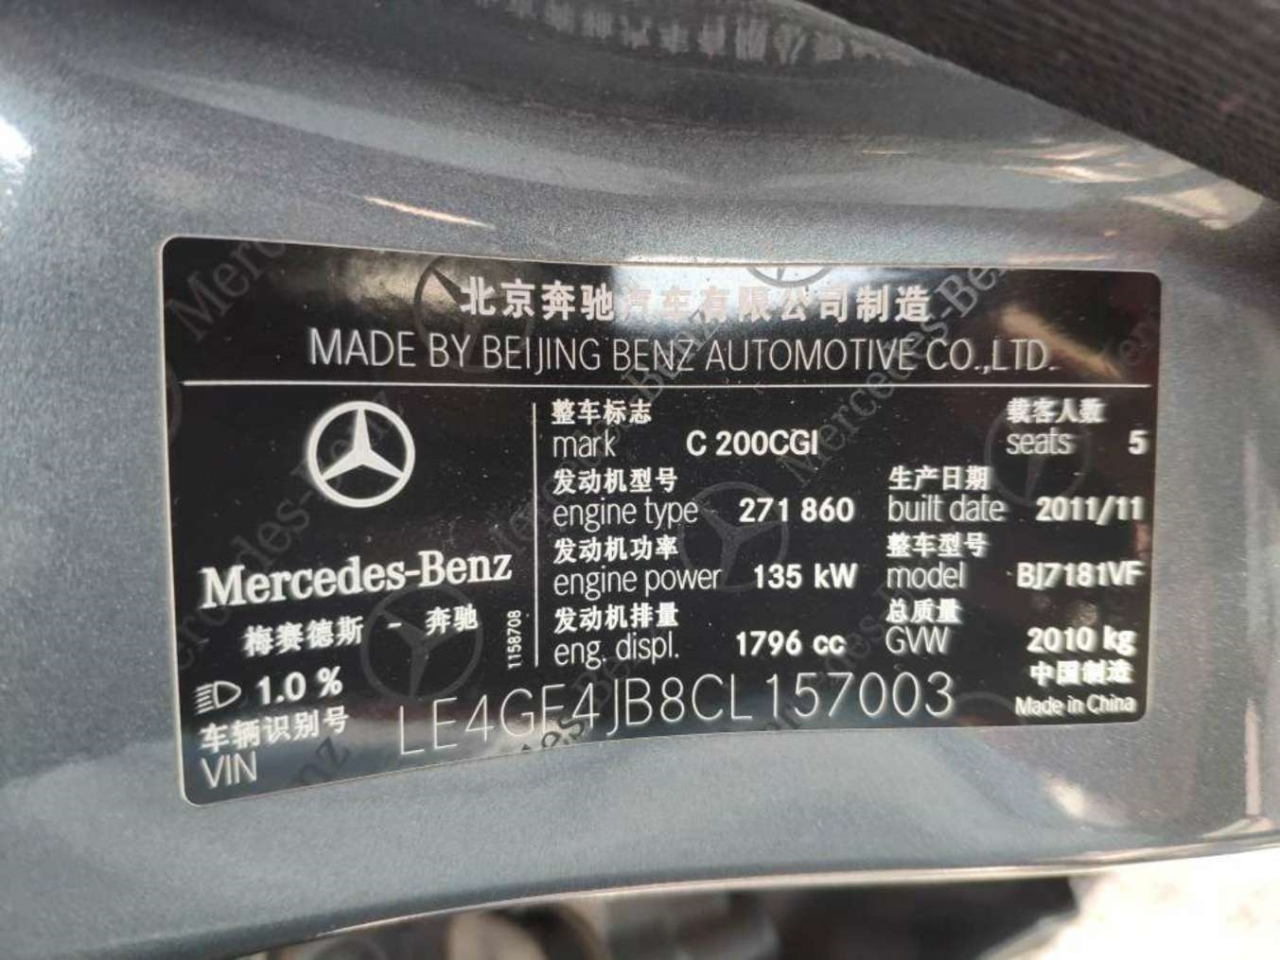 北京奔驰汽车有限公司制造
MADE BY BEIJING BENZ AUTOMOTIVE CO.,LTD.
Mercedes-Benz
梅赛德斯 - 奔驰
1158708
1.0 %
整车标志
mark C 200CGI
载客人数
seats 5
发动机型号
engine type 271 860
生产日期
built date 2011/11
发动机功率
engine power 135 kW
整车型号
model BJ7181VF
发动机排量
eng. displ. 1796 cc
总质量
GVW 2010 kg
中国制造
Made in China
车辆识别号
VIN LE4GF4JB8CL157003